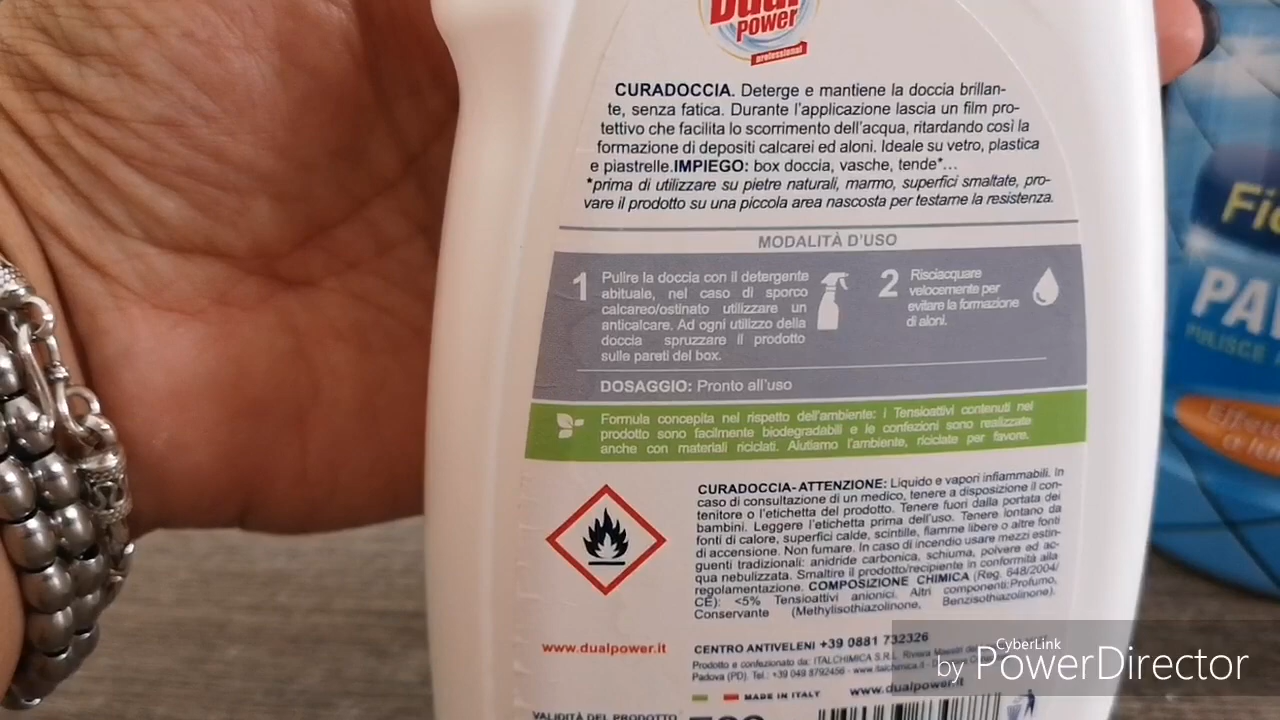 Dual
POWER
professional
CURADOCCIA. Deterge e mantiene la doccia brillan-
te, senza fatica. Durante l'applicazione lascia un film pro-
tettivo che facilita lo scorrimento dell'acqua, ritardando così la
formazione di depositi calcarei ed aloni. Ideale su vetro, plastica
e piastrelle.IMPIEGO: box doccia, vasche, tende*...
*prima di utilizzare su pietre naturali, marmo, superfici smaltate, pro-
vare il prodotto su una piccola area nascosta per testarne la resistenza.
MODALITÀ D'USO
1 Pulire la doccia con il detergente
abituale, nel caso di sporco
calcareo/ostinato utilizzare un
anticalcare. Ad ogni utilizzo della
doccia spruzzare il prodotto
sulle pareti del box.
2 Risciacquare
velocemente per
evitare la formazione
di aloni.
DOSAGGIO: Pronto all'uso
Formula concepita nel rispetto dell'ambiente: i Tensioattivi contenuti nel
prodotto sono facilmente biodegradabili e le confezioni sono realizzate
anche con materiali riciclati. Aiutiamo l'ambiente, riciclate per favore.
CURADOCCIA- ATTENZIONE: Liquido e vapori infiammabili. In
caso di consultazione di un medico, tenere a disposizione il con-
tenitore o l'etichetta del prodotto. Tenere fuori dalla portata dei
bambini. Leggere l'etichetta prima dell'uso. Tenere lontano da
fonti di calore, superfici calde, scintille, fiamme libere o altre fonti
di accensione. Non fumare. In caso di incendio usare mezzi estin-
guenti tradizionali: anidride carbonica, schiuma, polvere ed ac-
qua nebulizzata. Smaltire il prodotto/recipiente in conformità alla
regolamentazione. COMPOSIZIONE CHIMICA (Reg. 648/2004/
CE): <5% Tensioattivi anionici. Altri componenti:Profumo,
Conservante (Methylisothiazolinone, Benzisothiazolinone).
www.dualpower.it
CENTRO ANTIVELENI +39 0881 732326
Prodotto e confezionato da: ITALCHIMICA S.R.L. Riviera Maestri
Padova (PD). Tel.: +39 049 8792456 - www.italchimica.it
MADE IN ITALY
www.dualpower.it
VALIDITÀ DEL PRODOTTO
PULISCE
CyberLink
by PowerDirector